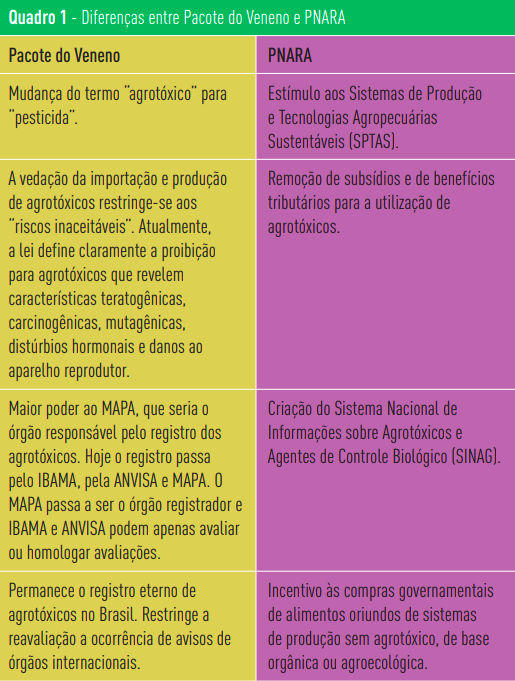 Quadro 1 - Diferenças entre Pacote do Veneno e PNARA
Pacote do Veneno
PNARA
Mudança do termo "agrotóxico" para
"pesticida".
Estímulo aos Sistemas de Produção
e Tecnologias Agropecuárias
Sustentáveis (SPTAS).
A vedação da importação e produção
de agrotóxicos restringe-se aos
"riscos inaceitáveis". Atualmente,
a lei define claramente a proibição
para agrotóxicos que revelem
características teratogênicas,
carcinogênicas, mutagênicas,
distúrbios hormonais e danos ao
aparelho reprodutor.
Remoção de subsídios e de benefícios
tributários para a utilização de
agrotóxicos.
Maior poder ao MAPA, que seria o
órgão responsável pelo registro dos
agrotóxicos. Hoje o registro passa
pelo IBAMA, pela ANVISA e MAPA. O
MAPA passa a ser o órgão registrador e
IBAMA e ANVISA podem apenas avaliar
ou homologar avaliações.
Criação do Sistema Nacional de
Informações sobre Agrotóxicos e
Agentes de Controle Biológico (SINAG).
Permanece o registro eterno de
agrotóxicos no Brasil. Restringe a
reavaliação a ocorrência de avisos de
órgãos internacionais.
Incentivo às compras governamentais
de alimentos oriundos de sistemas
de produção sem agrotóxico, de base
orgânica ou agroecológica.